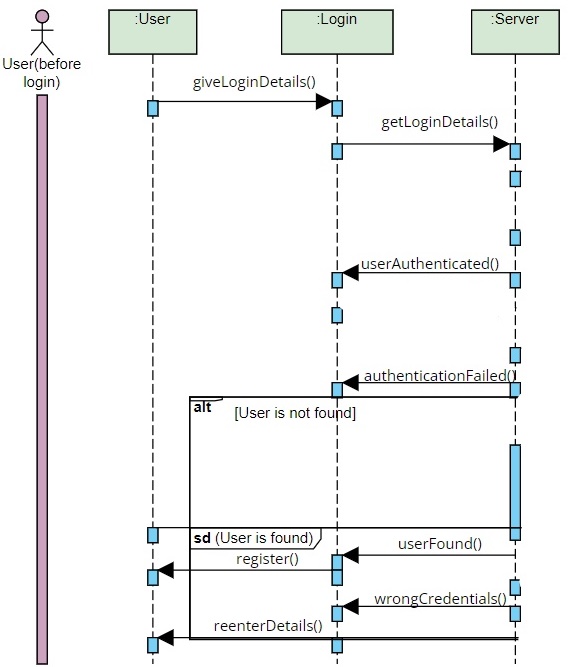 :User
:Login
:Server
User(before
login)
giveLoginDetails()
getLoginDetails()
userAuthenticated()
authenticationFailed()
alt
[User is not found]
sd (User is found)
userFound()
register()
wrongCredentials()
reenterDetails()